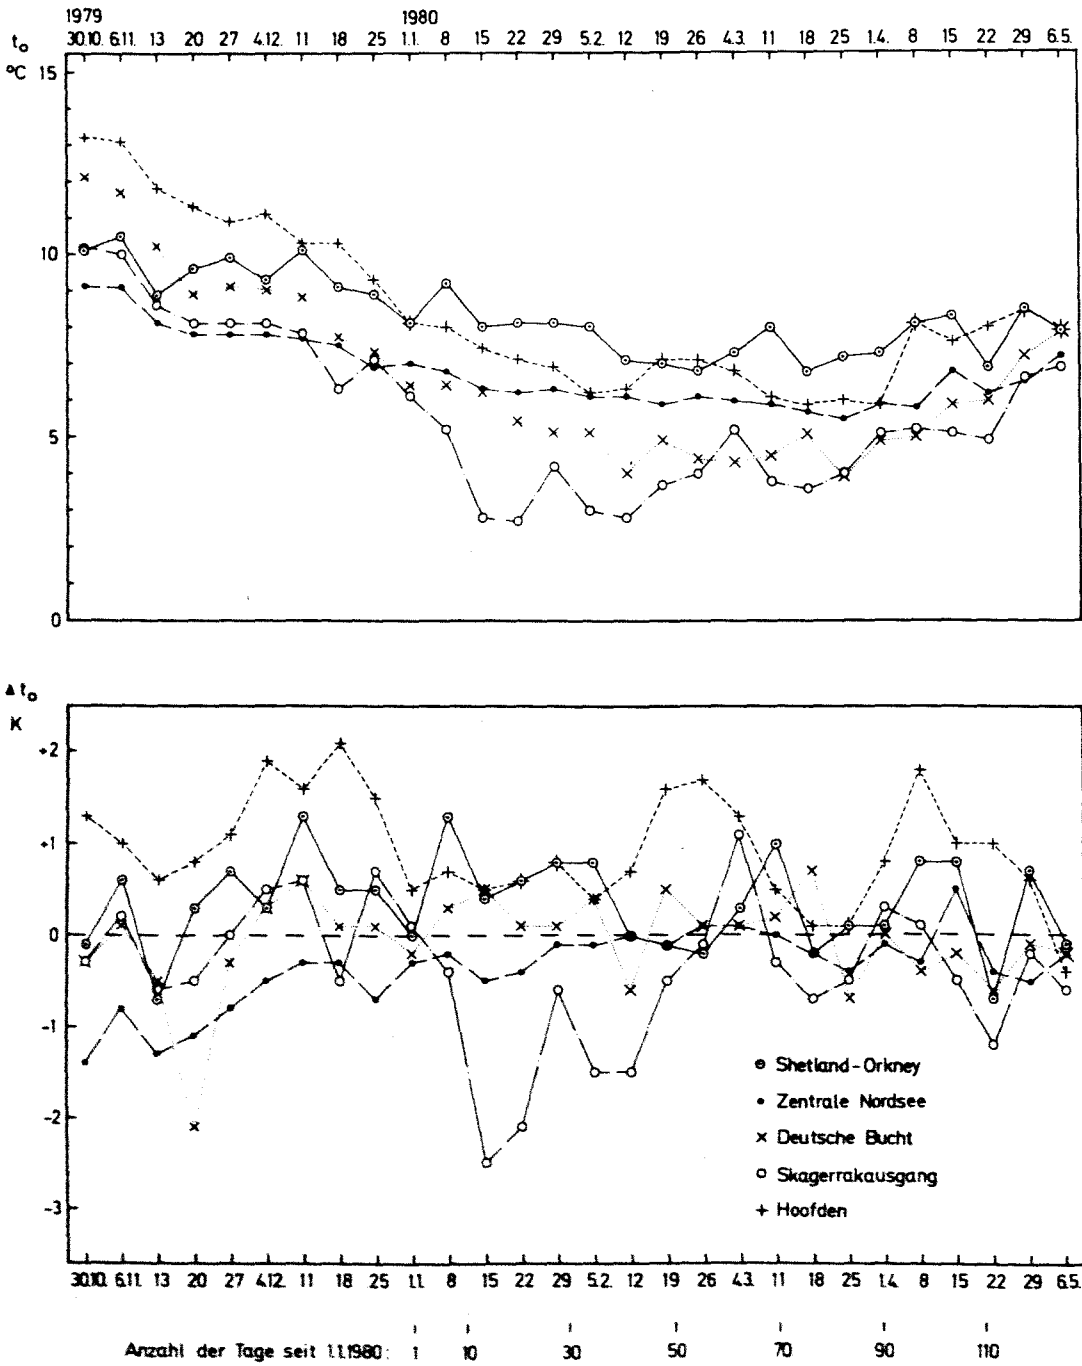 1979 1980
t₀ 30.10. 6.11. 13 20 27 4.12. 11 18 25 1.1. 8 15 22 29 5.2. 12 19 26 4.3. 11 18 25 1.4. 8 15 22 29 6.5.
°C 15
10
5
0
▲ t₀
K
+2
+1
0
-1
-2
-3
Shetland-Orkney
Zentrale Nordsee
Deutsche Bucht
Skagerrakausgang
Hoofden
30.10. 6.11. 13 20 27 4.12. 11 18 25 1.1. 8 15 22 29 5.2. 12 19 26 4.3. 11 18 25 1.4. 8 15 22 29 6.5.
Anzahl der Tage seit 1.1.1980: 1 10 30 50 70 90 110